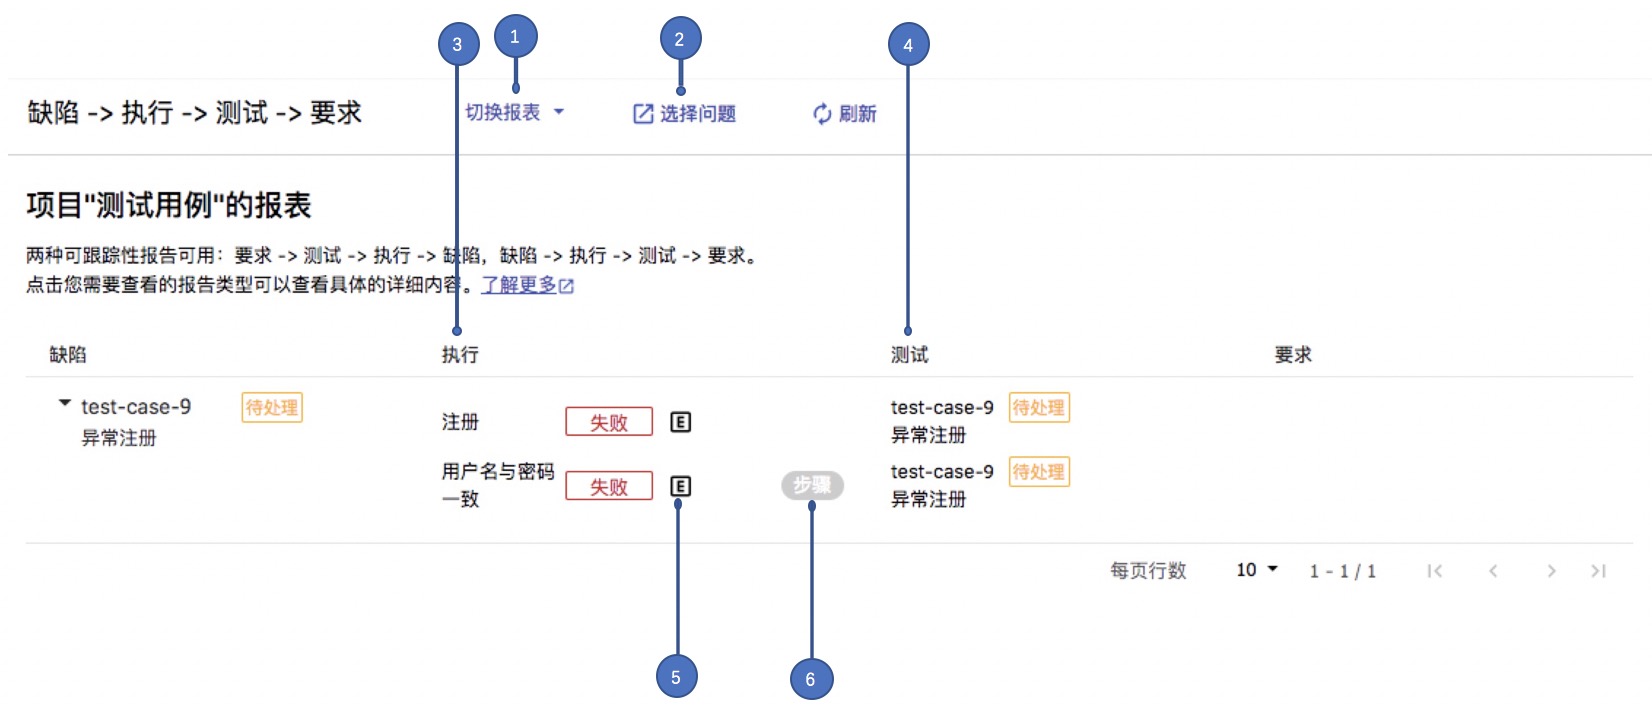 3 1 2 4
缺陷 -> 执行 -> 测试 -> 要求 切换报表 选择问题 刷新
项目"测试用例"的报表
两种可跟踪性报告可用：要求 -> 测试 -> 执行 -> 缺陷，缺陷 -> 执行 -> 测试 -> 要求。
点击您需要查看的报告类型可以查看具体的详细内容。了解更多
缺陷 执行 测试 要求
test-case-9 待处理
异常注册
注册 失败 E
test-case-9 待处理
异常注册
用户名与密码
一致
失败 E 步骤
test-case-9 待处理
异常注册
每页行数 10 1 - 1 / 1
5 6